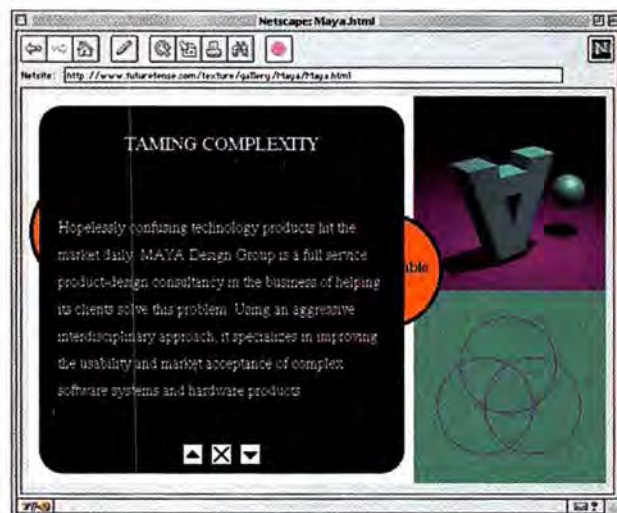 Netscape: Maya.html
N
Netsite: http://www.futuretense.com/texture/gallery/Maya/Maya.html
TAMING COMPLEXITY
Hopelessly confusing technology products hit the
market daily. MAYA Design Group is a full service
product-design consultancy in the business of helping
its clients solve this problem. Using an aggressive
interdisciplinary approach, it specializes in improving
the usability and market acceptance of complex
software systems and hardware products
able